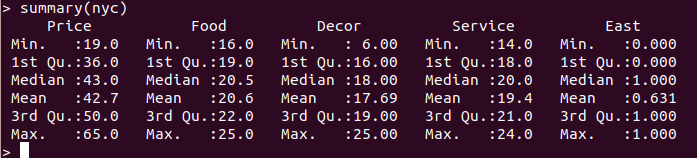 > summary(nyc)
     Price           Food          Decor          Service          East
 Min.   :19.0   Min.   :16.0   Min.   : 6.00   Min.   :14.0   Min.   :0.000
 1st Qu.:36.0   1st Qu.:19.0   1st Qu.:16.00   1st Qu.:18.0   1st Qu.:0.000
 Median :43.0   Median :20.5   Median :18.00   Median :20.0   Median :1.000
 Mean   :42.7   Mean   :20.6   Mean   :17.69   Mean   :19.4   Mean   :0.631
 3rd Qu.:50.0   3rd Qu.:22.0   3rd Qu.:19.00   3rd Qu.:21.0   3rd Qu.:1.000
 Max.   :65.0   Max.   :25.0   Max.   :25.00   Max.   :24.0   Max.   :1.000
>